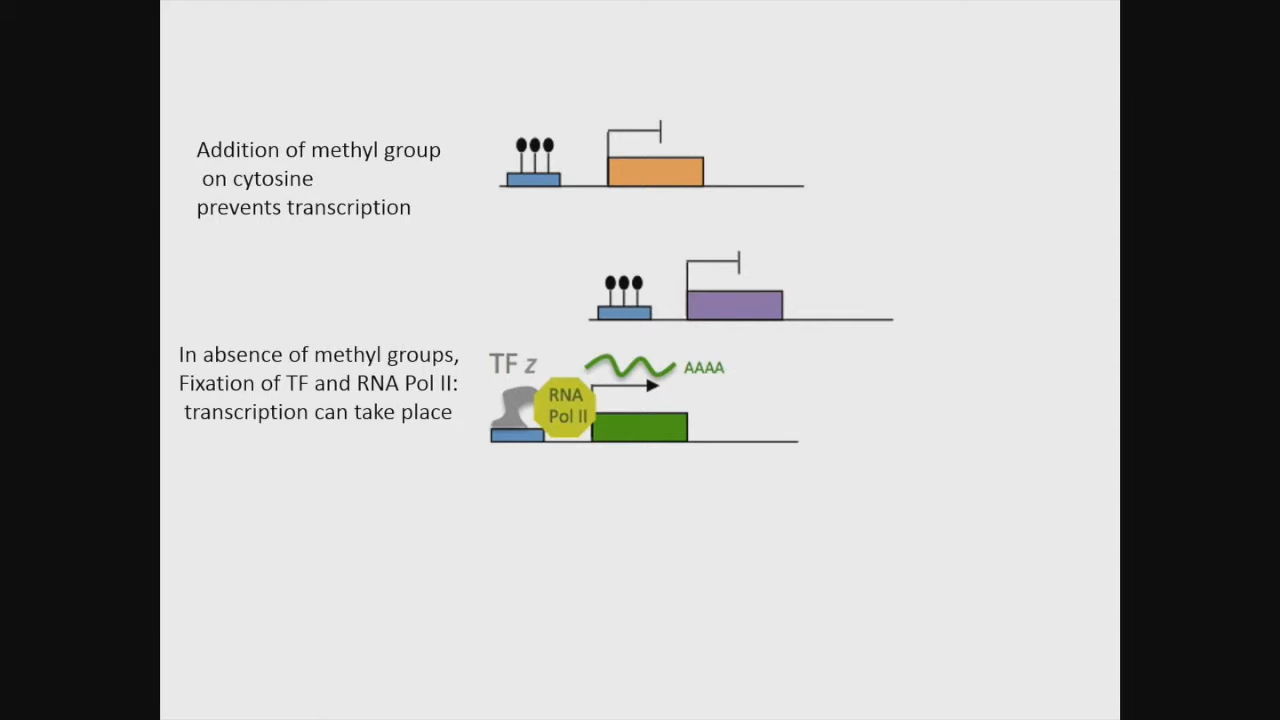 Addition of methyl group
on cytosine
prevents transcription
In absence of methyl groups,
Fixation of TF and RNA Pol II:
transcription can take place
TF z
AAAA
RNA
Pol II